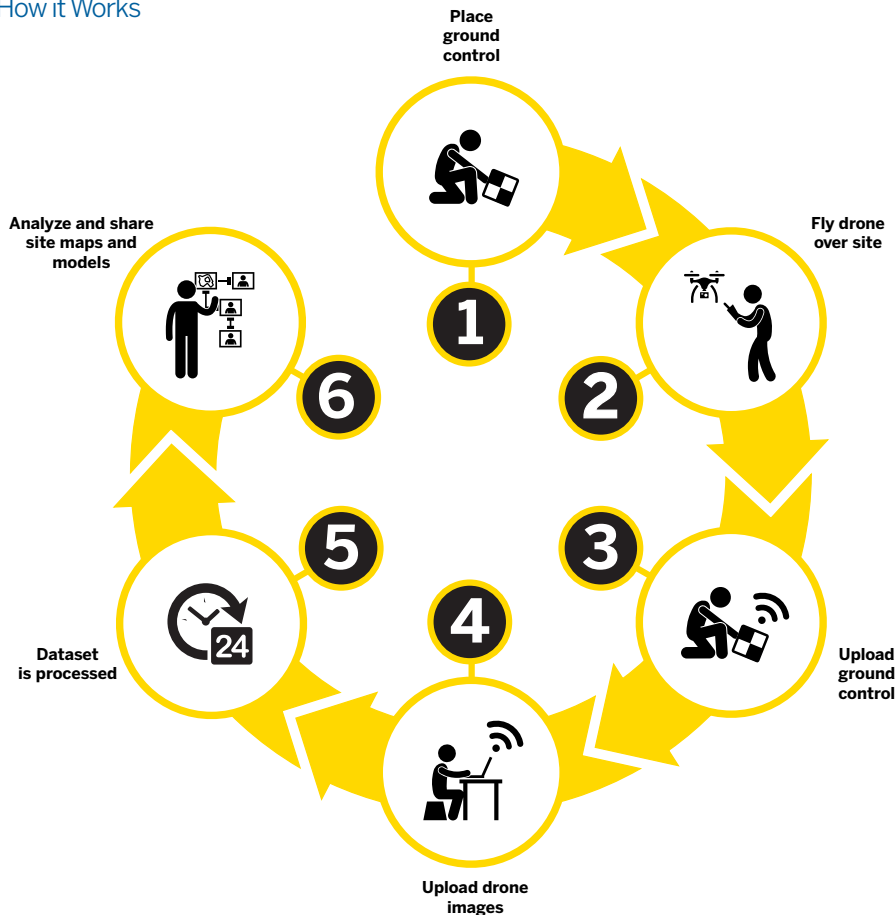 How it Works
Place
ground
control
1
Fly drone
over site
2
Upload
ground
control
3
Upload drone
images
4
Dataset
is processed
5
24
Analyze and share
site maps and
models
6